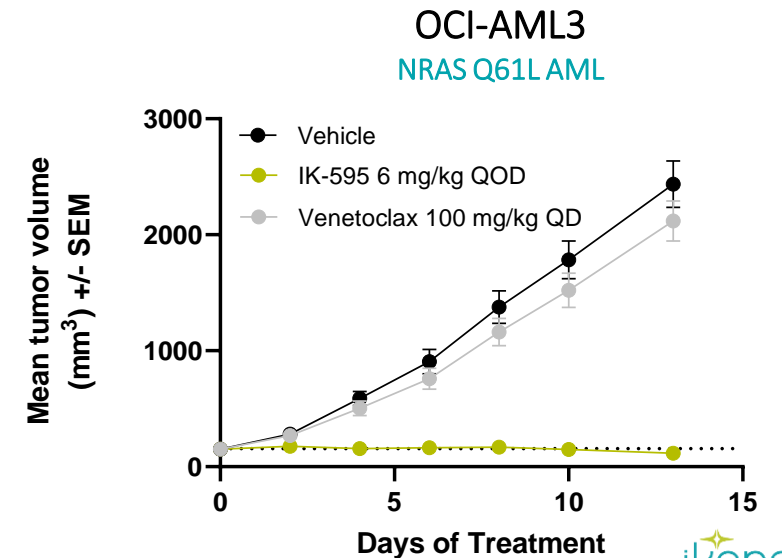 OCI-AML3
NRAS Q61L AML
3000
2000
1000
0
Mean tumor volume
(mm³) +/- SEM
Vehicle
IK-595 6 mg/kg QOD
Venetoclax 100 mg/kg QD
0 5 10 15
Days of Treatment